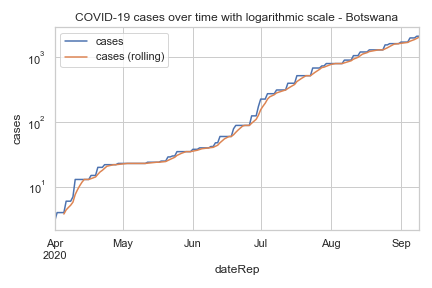 COVID-19 cases over time with logarithmic scale - Botswana
cases
cases (rolling)
10³
10²
10¹
cases
Apr
2020
May
Jun
Jul
Aug
Sep
dateRep